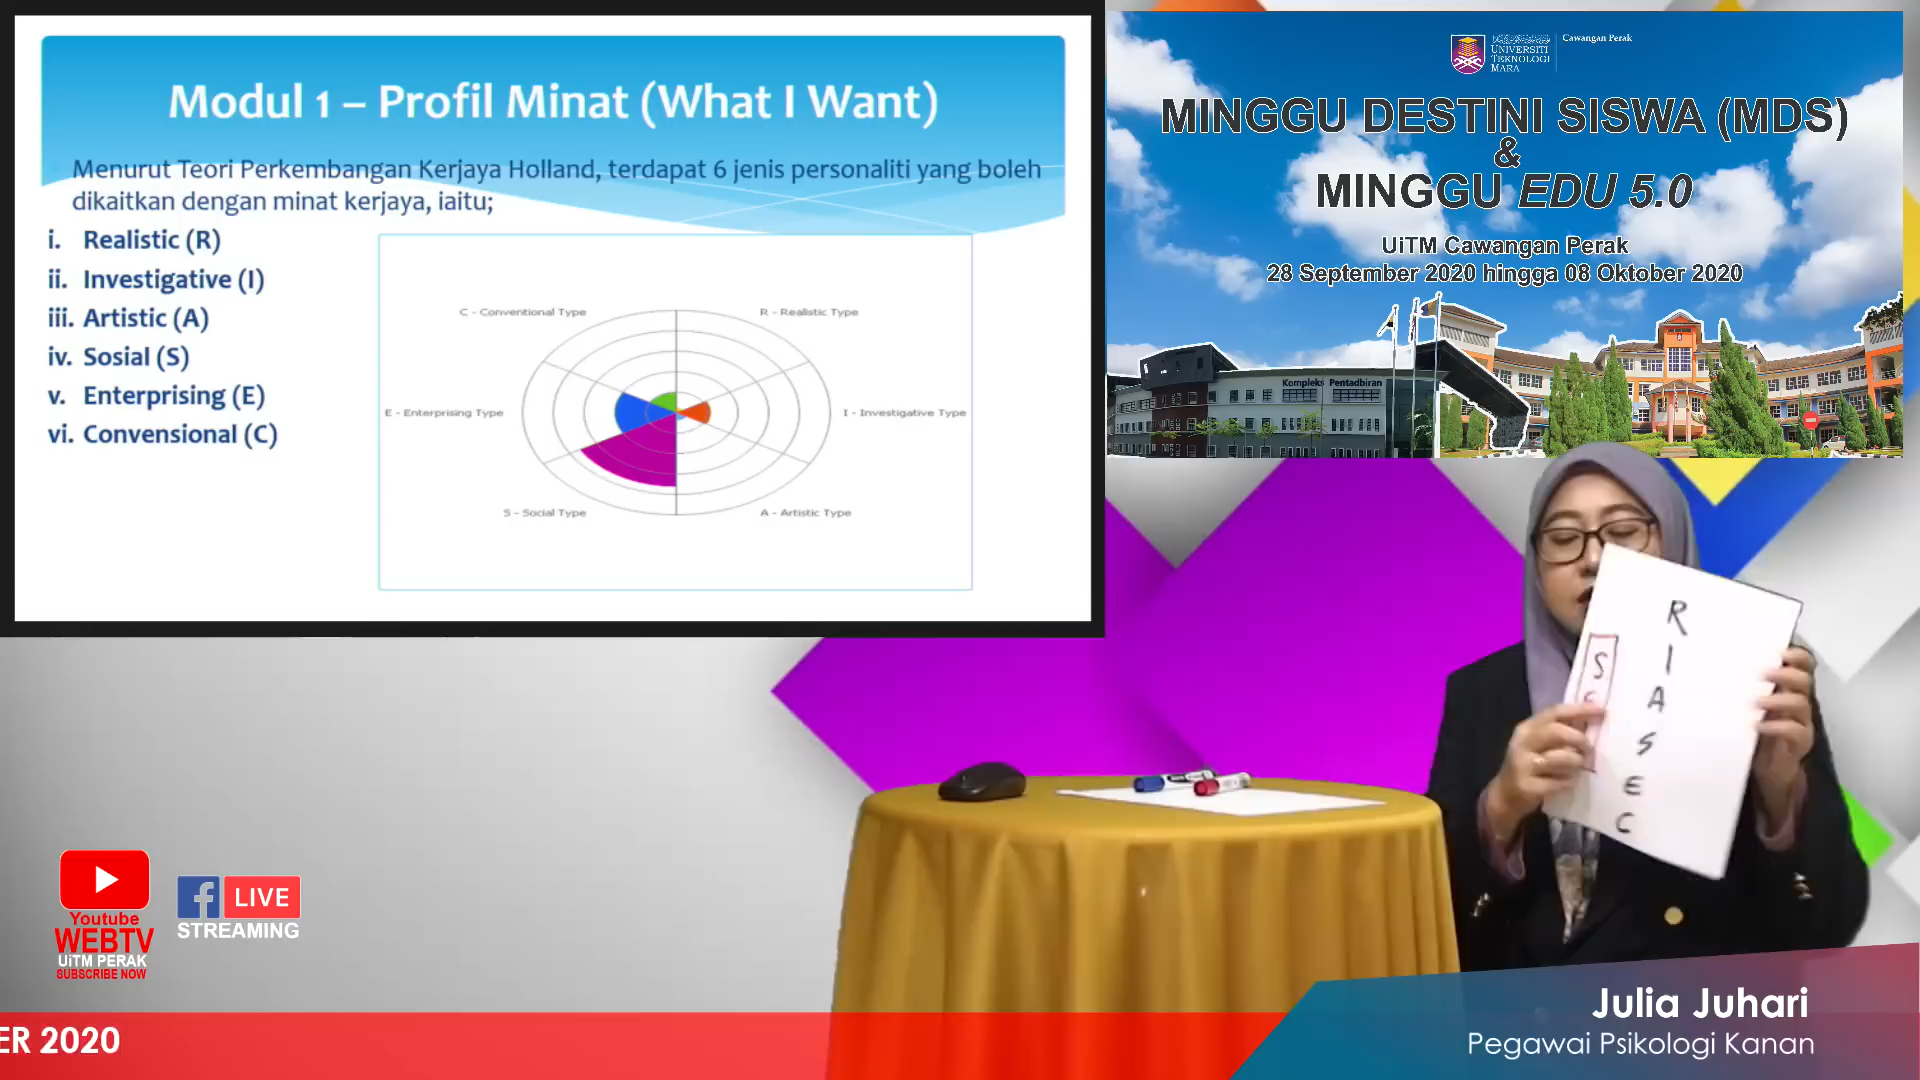 Modul 1 – Profil Minat (What I Want)
Menurut Teori Perkembangan Kerjaya Holland, terdapat 6 jenis personaliti yang boleh
dikaitkan dengan minat kerjaya, iaitu;
i. Realistic (R)
ii. Investigative (I)
iii. Artistic (A)
iv. Sosial (S)
v. Enterprising (E)
vi. Convensional (C)
C - Conventional Type
R - Realistic Type
E - Enterprising Type
I - Investigative Type
S - Social Type
A - Artistic Type
UNIVERSITI
TEKNOLOGI
MARA
Cawangan Perak
MINGGU DESTINI SISWA (MDS)
&
MINGGU EDU 5.0
UiTM Cawangan Perak
28 September 2020 hingga 08 Oktober 2020
Kompleks Pentadbiran
R
I
A
S
E
C
S
Youtube
WEBTV
UiTM PERAK
SUBSCRIBE NOW
f LIVE
STREAMING
ER 2020
Julia Juhari
Pegawai Psikologi Kanan